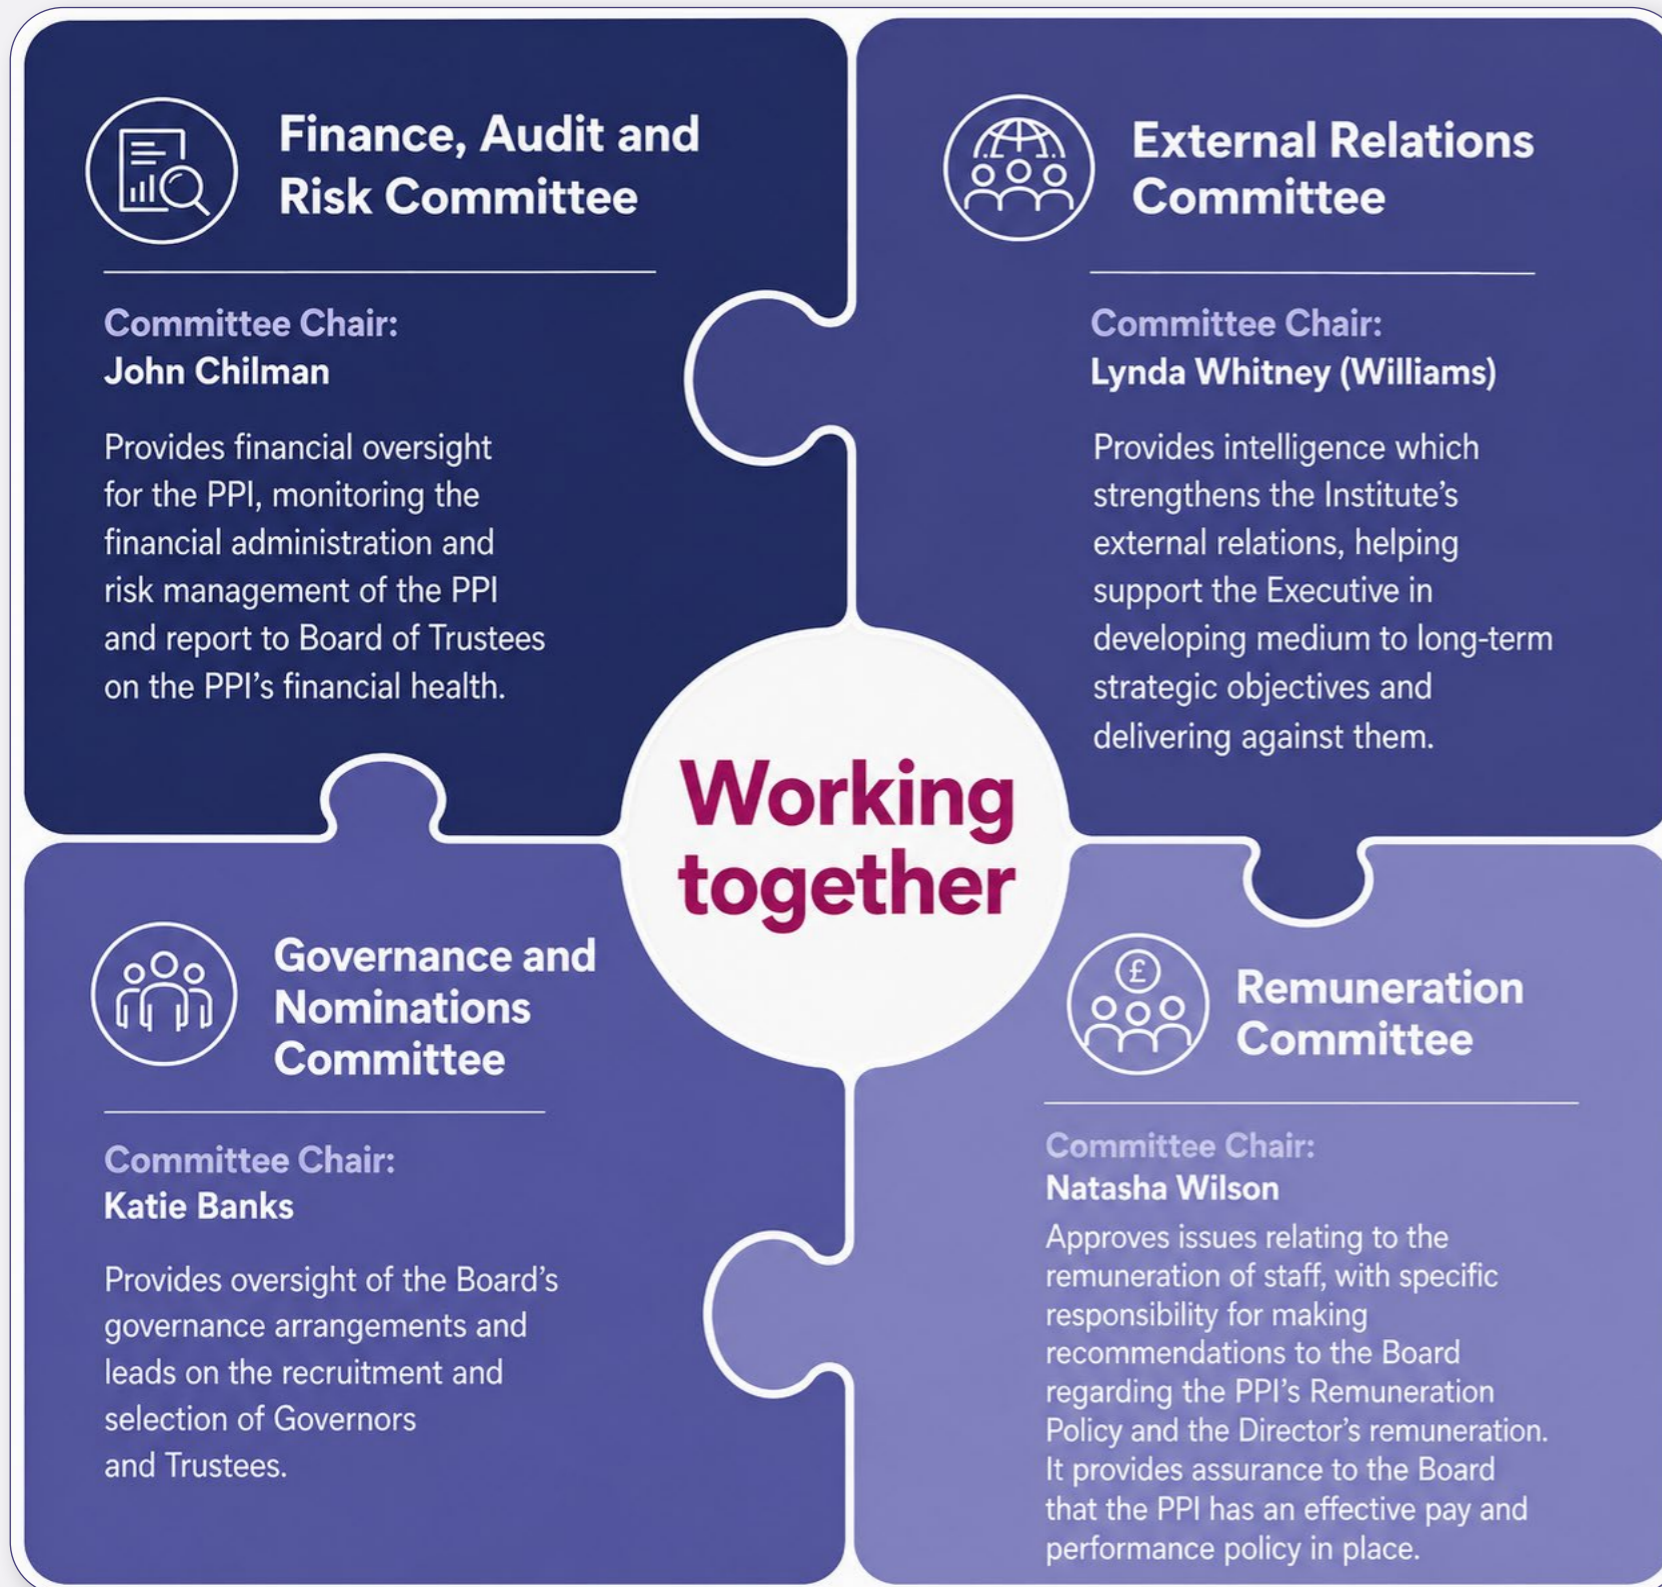 Finance, Audit and
Risk Committee
Committee Chair:
John Chilman
Provides financial oversight
for the PPI, monitoring the
financial administration and
risk management of the PPI
and report to Board of Trustees
on the PPI's financial health.
External Relations
Committee
Committee Chair:
Lynda Whitney (Williams)
Provides intelligence which
strengthens the Institute's
external relations, helping
support the Executive in
developing medium to long-term
strategic objectives and
delivering against them.
Working
together
Governance and
Nominations
Committee
Committee Chair:
Katie Banks
Provides oversight of the Board's
governance arrangements and
leads on the recruitment and
selection of Governors
and Trustees.
£
Remuneration
Committee
Committee Chair:
Natasha Wilson
Approves issues relating to the
remuneration of staff, with specific
responsibility for making
recommendations to the Board
regarding the PPI's Remuneration
Policy and the Director's remuneration.
It provides assurance to the Board
that the PPI has an effective pay and
performance policy in place.